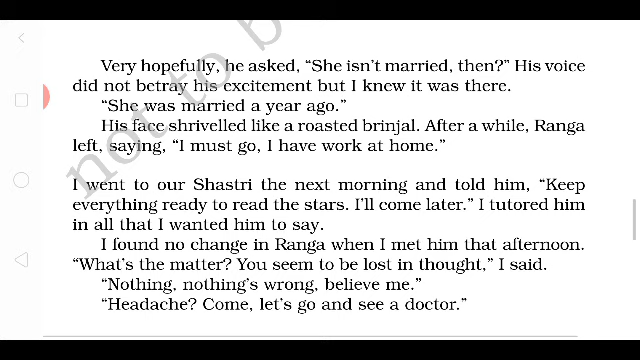 Very hopefully, he asked, “She isn't married, then?” His voice
did not betray his excitement but I knew it was there.
“She was married a year ago.”
His face shrivelled like a roasted brinjal. After a while, Ranga
left, saying, “I must go, I have work at home.”
I went to our Shastri the next morning and told him, “Keep
everything ready to read the stars. I'll come later.” I tutored him
in all that I wanted him to say.
I found no change in Ranga when I met him that afternoon.
“What's the matter? You seem to be lost in thought,” I said.
“Nothing, nothing's wrong, believe me.”
“Headache? Come, let's go and see a doctor.”
not to b